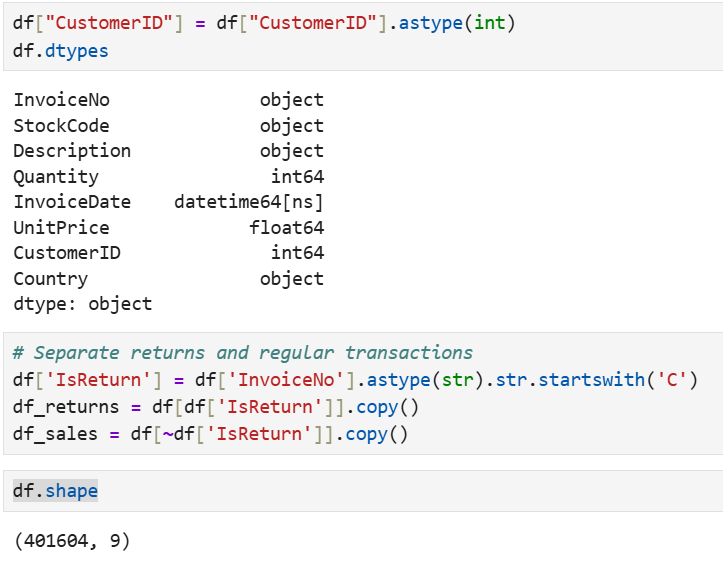 df["CustomerID"] = df["CustomerID"].astype(int)
df.dtypes
InvoiceNo              object
StockCode              object
Description            object
Quantity                int64
InvoiceDate    datetime64[ns]
UnitPrice             float64
CustomerID              int64
Country                object
dtype: object
# Separate returns and regular transactions
df['IsReturn'] = df['InvoiceNo'].astype(str).str.startswith('C')
df_returns = df[df['IsReturn']].copy()
df_sales = df[~df['IsReturn']].copy()
df.shape
(401604, 9)